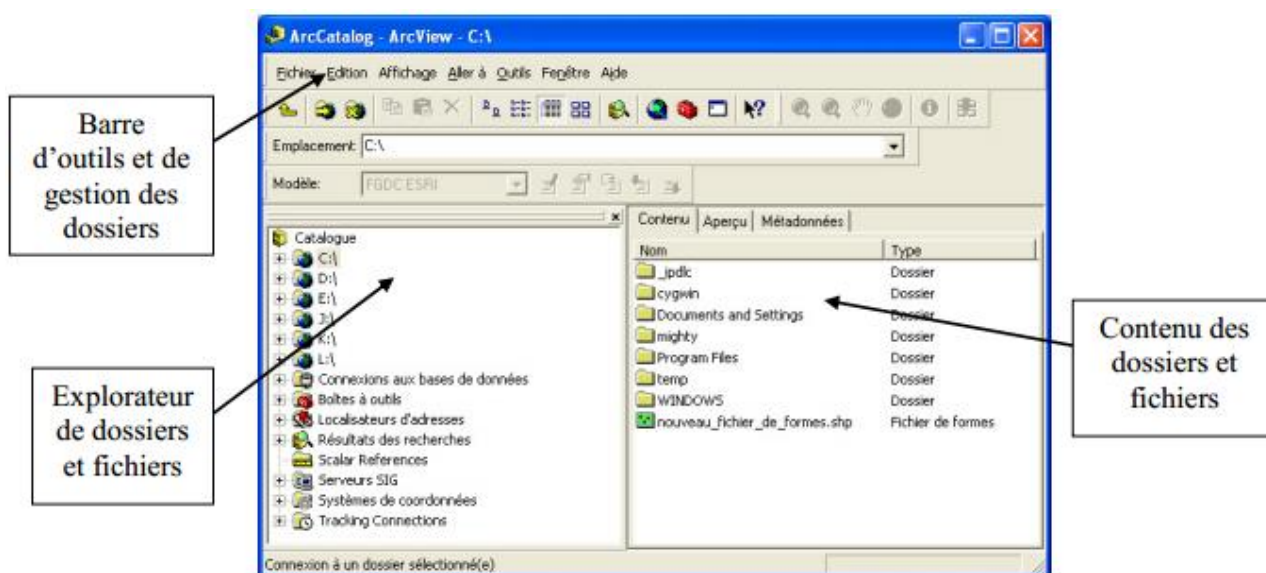 ArcCatalog - ArcView - C:\
Fichier Edition Affichage Aller à Outils Fenêtre Aide
Emplacement: C:\
Modèle: FGDC ESRI
Barre
d'outils et de
gestion des
dossiers
Catalogue
C:\
D:\
E:\
J:\
K:\
L:\
Connexions aux bases de données
Boîtes à outils
Localisateurs d'adresses
Résultats des recherches
Scalar References
Serveurs SIG
Systèmes de coordonnées
Tracking Connections
Explorateur
de dossiers
et fichiers
Contenu Aperçu Métadonnées
Nom Type
_jpdlc Dossier
cygwin Dossier
Documents and Settings Dossier
mighty Dossier
Program Files Dossier
temp Dossier
WINDOWS Dossier
nouveau_fichier_de_formes.shp Fichier de formes
Contenu des
dossiers et
fichiers
Connexion à un dossier sélectionné(e)